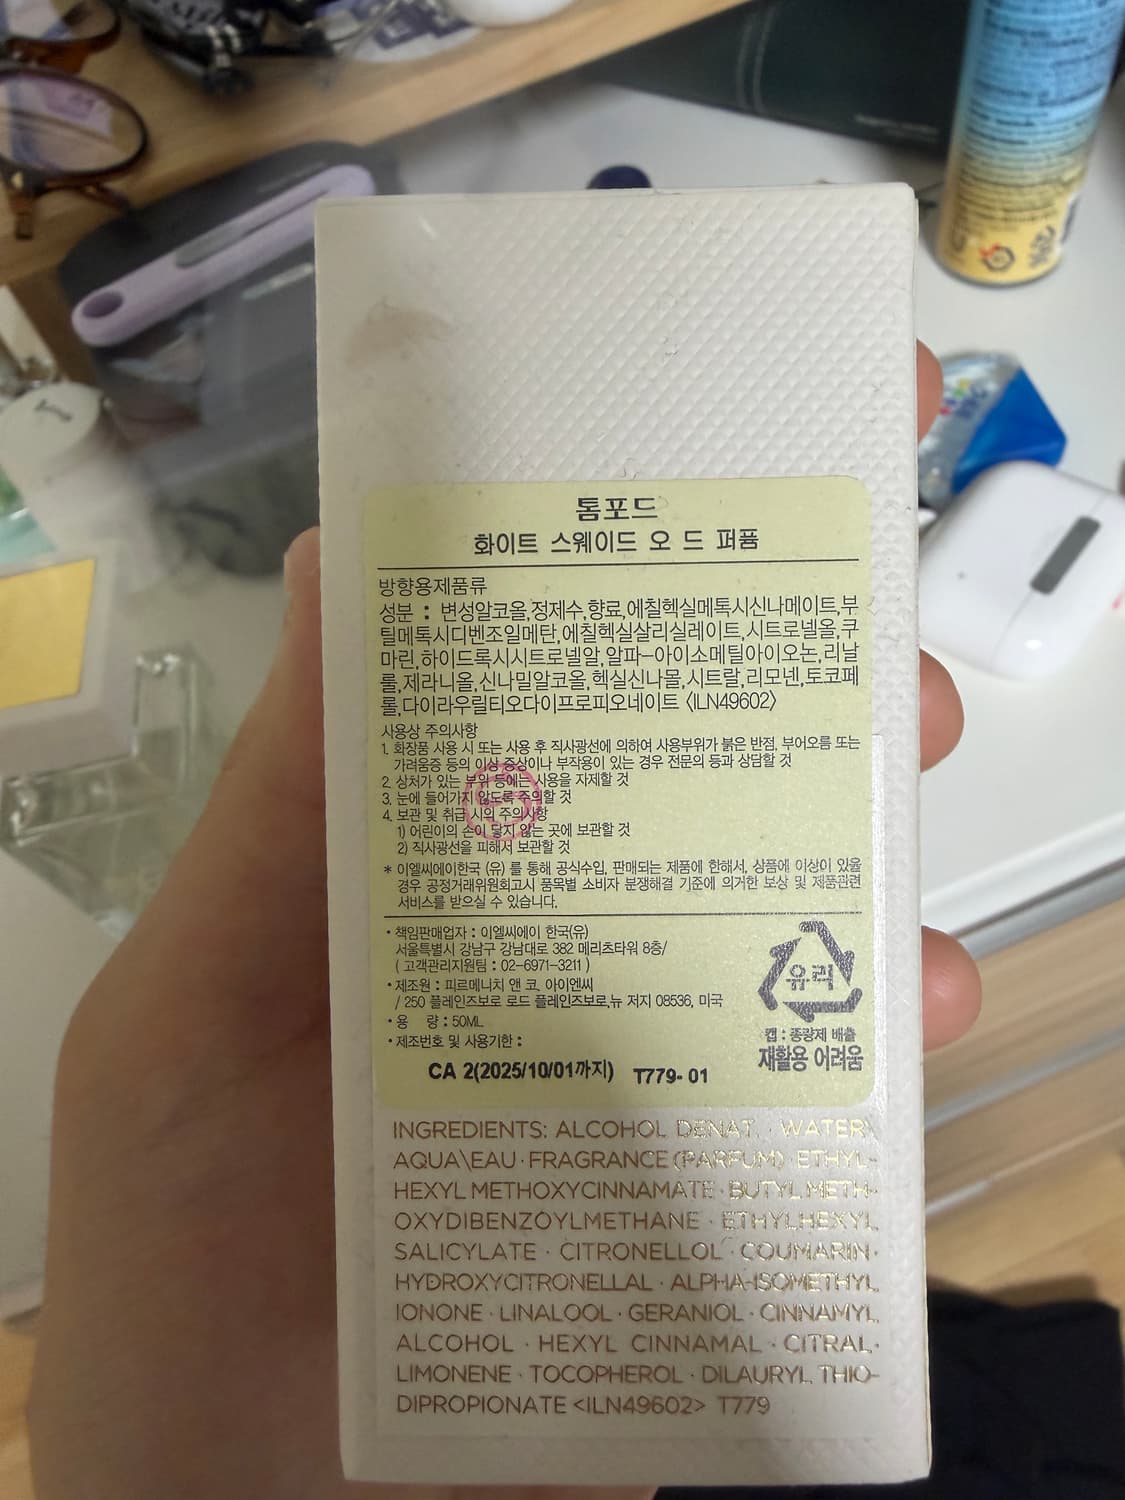 톰포드
화이트 스웨이드 오 드 퍼퓸
방향용제품류
성분 : 변성알코올,정제수,향료,에칠헥실메톡시신나메이트,부
틸메톡시디벤조일메탄,에칠헥실살리실레이트,시트로넬올,쿠
마린,하이드록시시트로넬알,알파-아이소메틸아이오논,리날
룰,제라니올,신나밀알코올,헥실신나몰,시트랄,리모넨,토코페
롤,다이라우릴티오다이프로피오네이트 <ILN49602>
사용상 주의사항
1. 화장품 사용 시 또는 사용 후 직사광선에 의하여 사용부위가 붉은 반점, 부어오름 또는
가려움증 등의 이상 증상이나 부작용이 있는 경우 전문의 등과 상담할 것
2. 상처가 있는 부위 등에는 사용을 자제할 것
3. 눈에 들어가지 않도록 주의할 것
4. 보관 및 취급 시의 주의사항
1) 어린이의 손이 닿지 않는 곳에 보관할 것
2) 직사광선을 피해서 보관할 것
* 이엘씨에이한국 (유) 를 통해 공식수입, 판매되는 제품에 한해서, 상품에 이상이 있을
경우 공정거래위원회고시 품목별 소비자 분쟁해결 기준에 의거한 보상 및 제품관련
서비스를 받으실 수 있습니다.
• 책임판매업자 : 이엘씨에이 한국(유)
서울특별시 강남구 강남대로 382 메리츠타워 8층/
( 고객관리지원팀 : 02-6971-3211 )
• 제조원 : 피르메니치 앤 코, 아이엔씨
/ 250 플레인즈보로 로드 플레인즈보로,뉴 저지 08536, 미국
• 용 량 : 50ML
• 제조번호 및 사용기한 :
CA 2(2025/10/01까지) T779-01
유리
캡 : 종량제 배출
재활용 어려움
INGREDIENTS: ALCOHOL DENAT. · WATER\
AQUA\EAU · FRAGRANCE (PARFUM) · ETHYL-
HEXYL METHOXYCINNAMATE · BUTYL METH-
OXYDIBENZOYLMETHANE · ETHYLHEXYL
SALICYLATE · CITRONELLOL · COUMARIN ·
HYDROXYCITRONELLAL · ALPHA-ISOMETHYL
IONONE · LINALOOL · GERANIOL · CINNAMYL
ALCOHOL · HEXYL CINNAMAL · CITRAL ·
LIMONENE · TOCOPHEROL · DILAURYL THIO-
DIPROPIONATE <ILN49602> T779